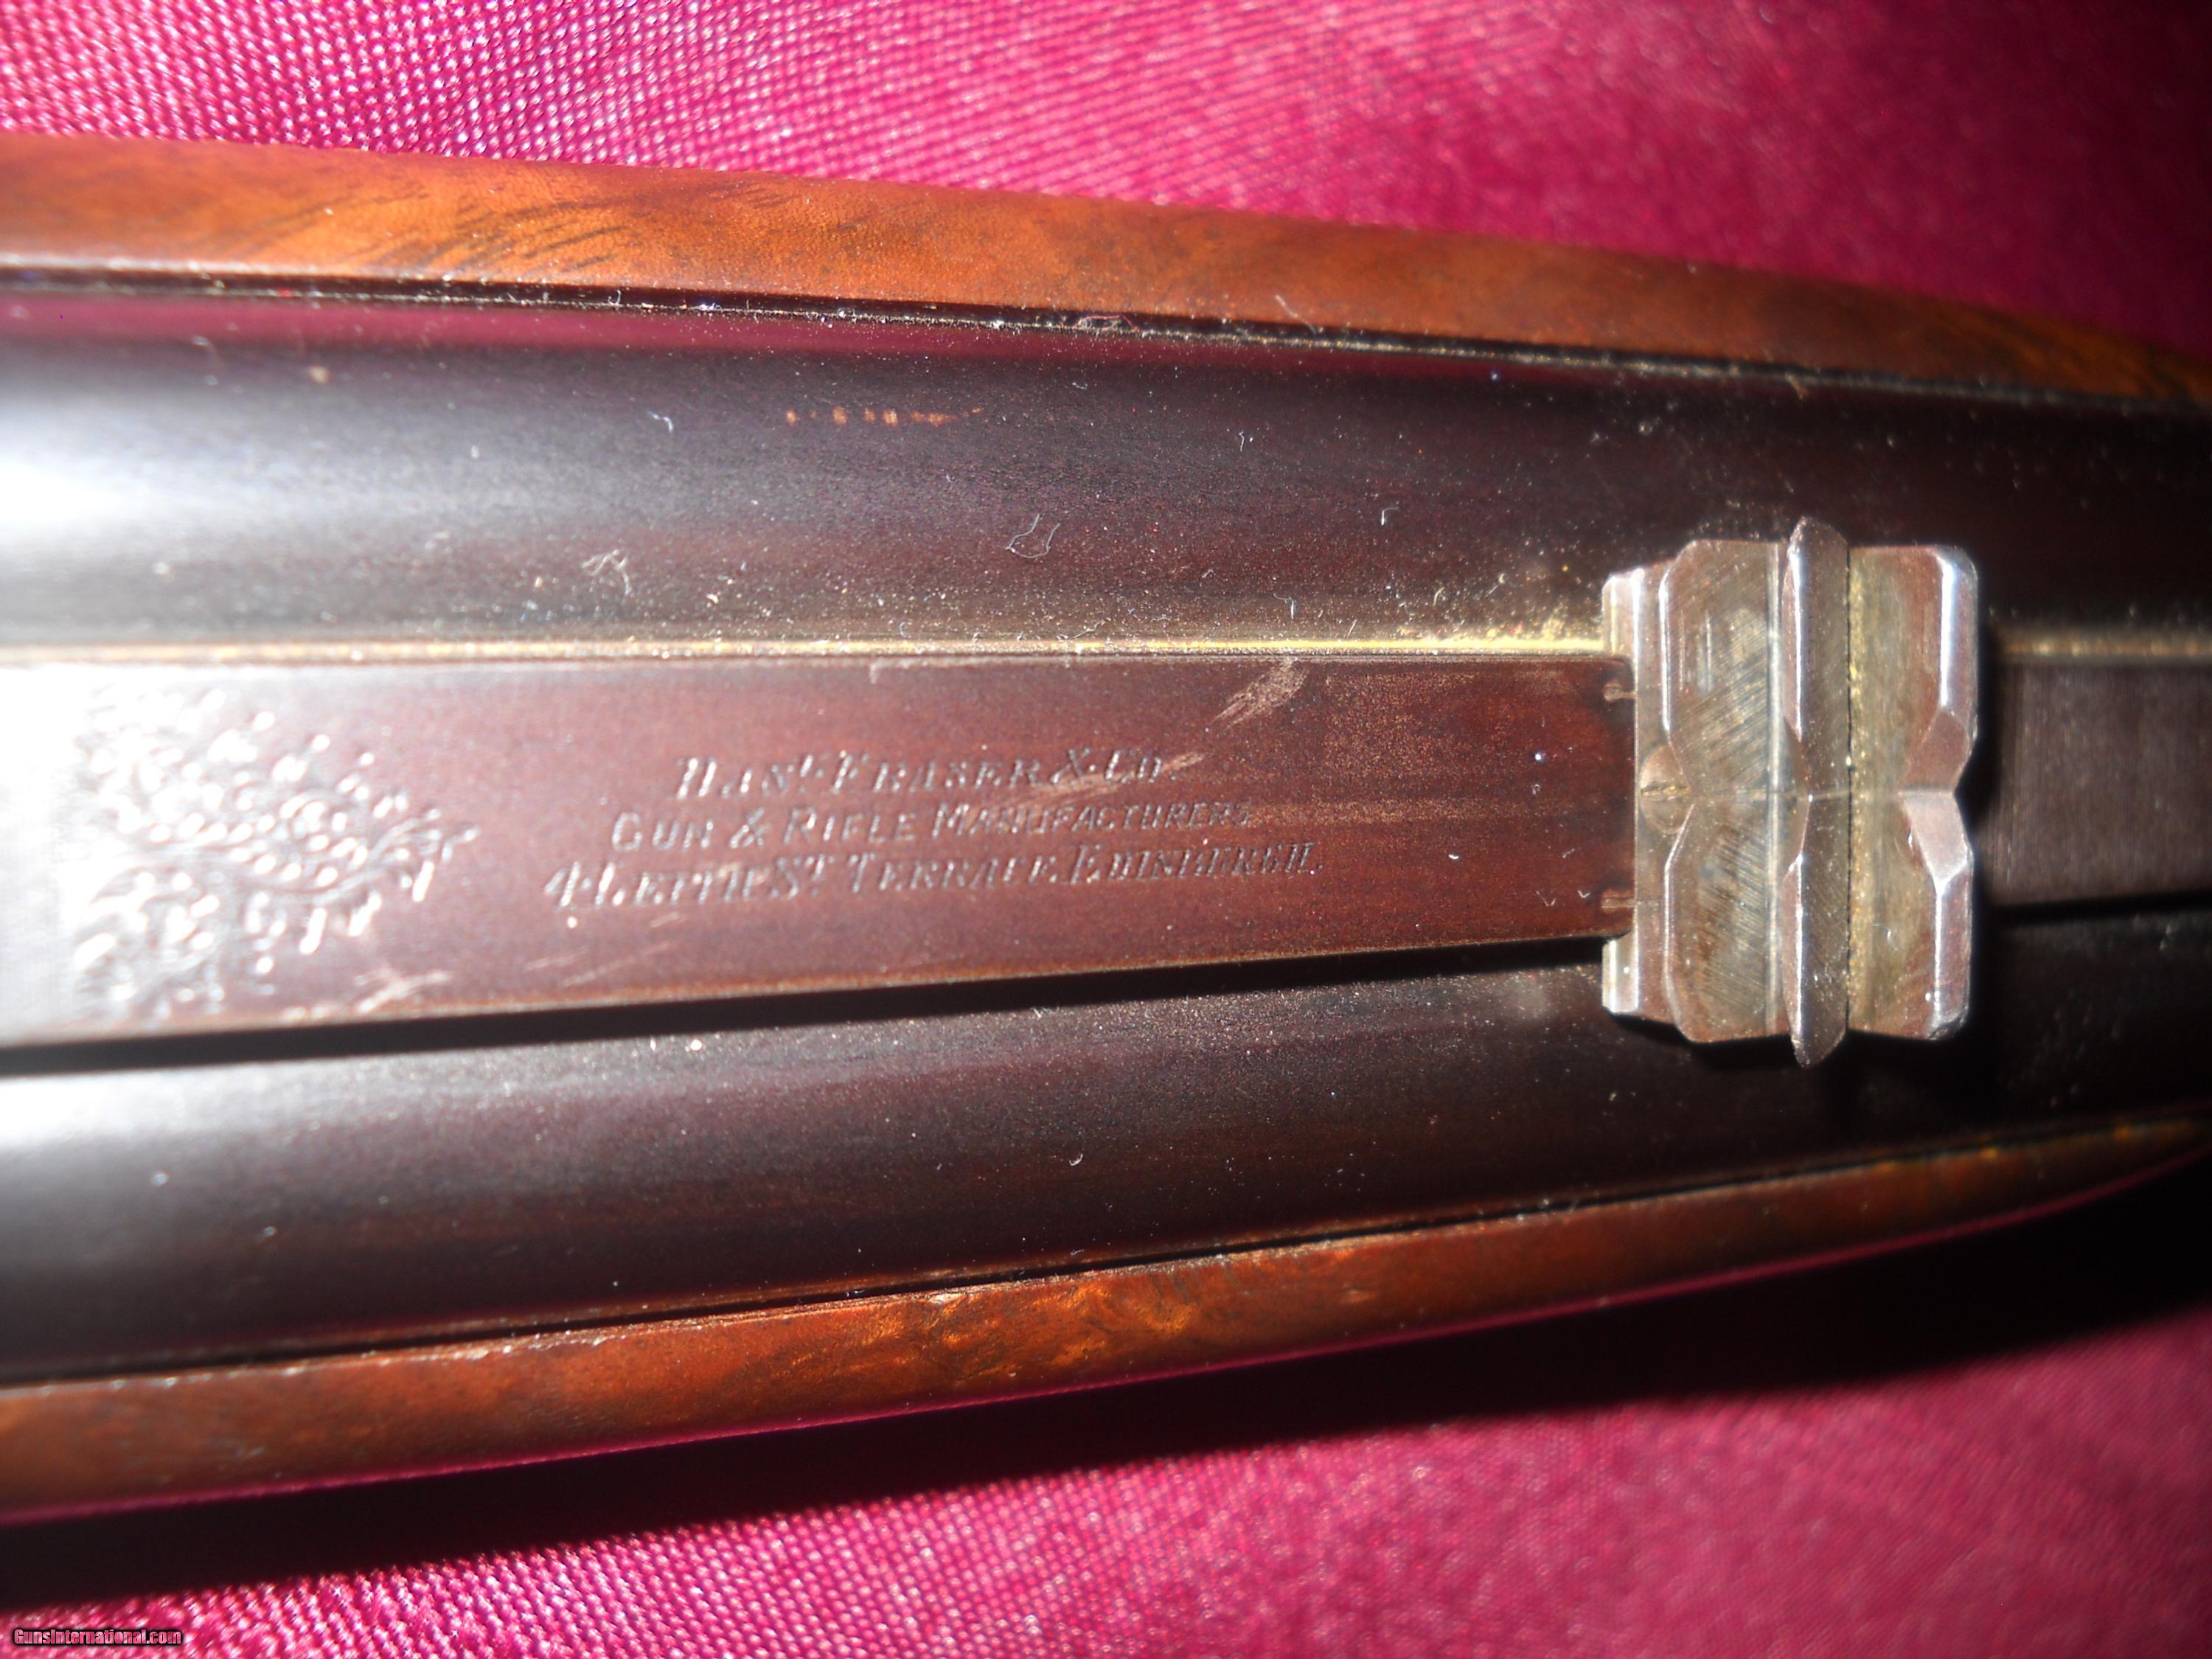 Danl. Fraser & Co.
Gun & Rifle Manufacturers
4 Leith St Terrace, Edinburgh.
GunsInternational.com